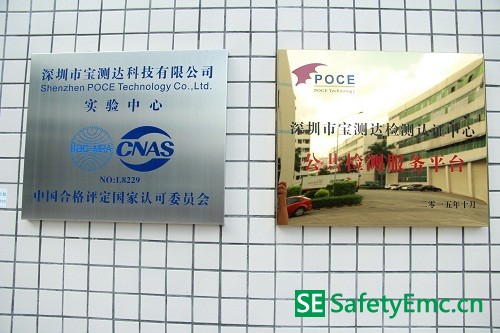 深圳市宝测达科技有限公司
Shenzhen POCE Technology Co.,Ltd.
实验中心
ilac-MRA
CNAS
NO:L8229
中国合格评定国家认可委员会
POCE
POCE Technology
深圳市宝测达检测认证中心
公共检测服务平台
二零一五年十月
SE SafetyEmc.cn